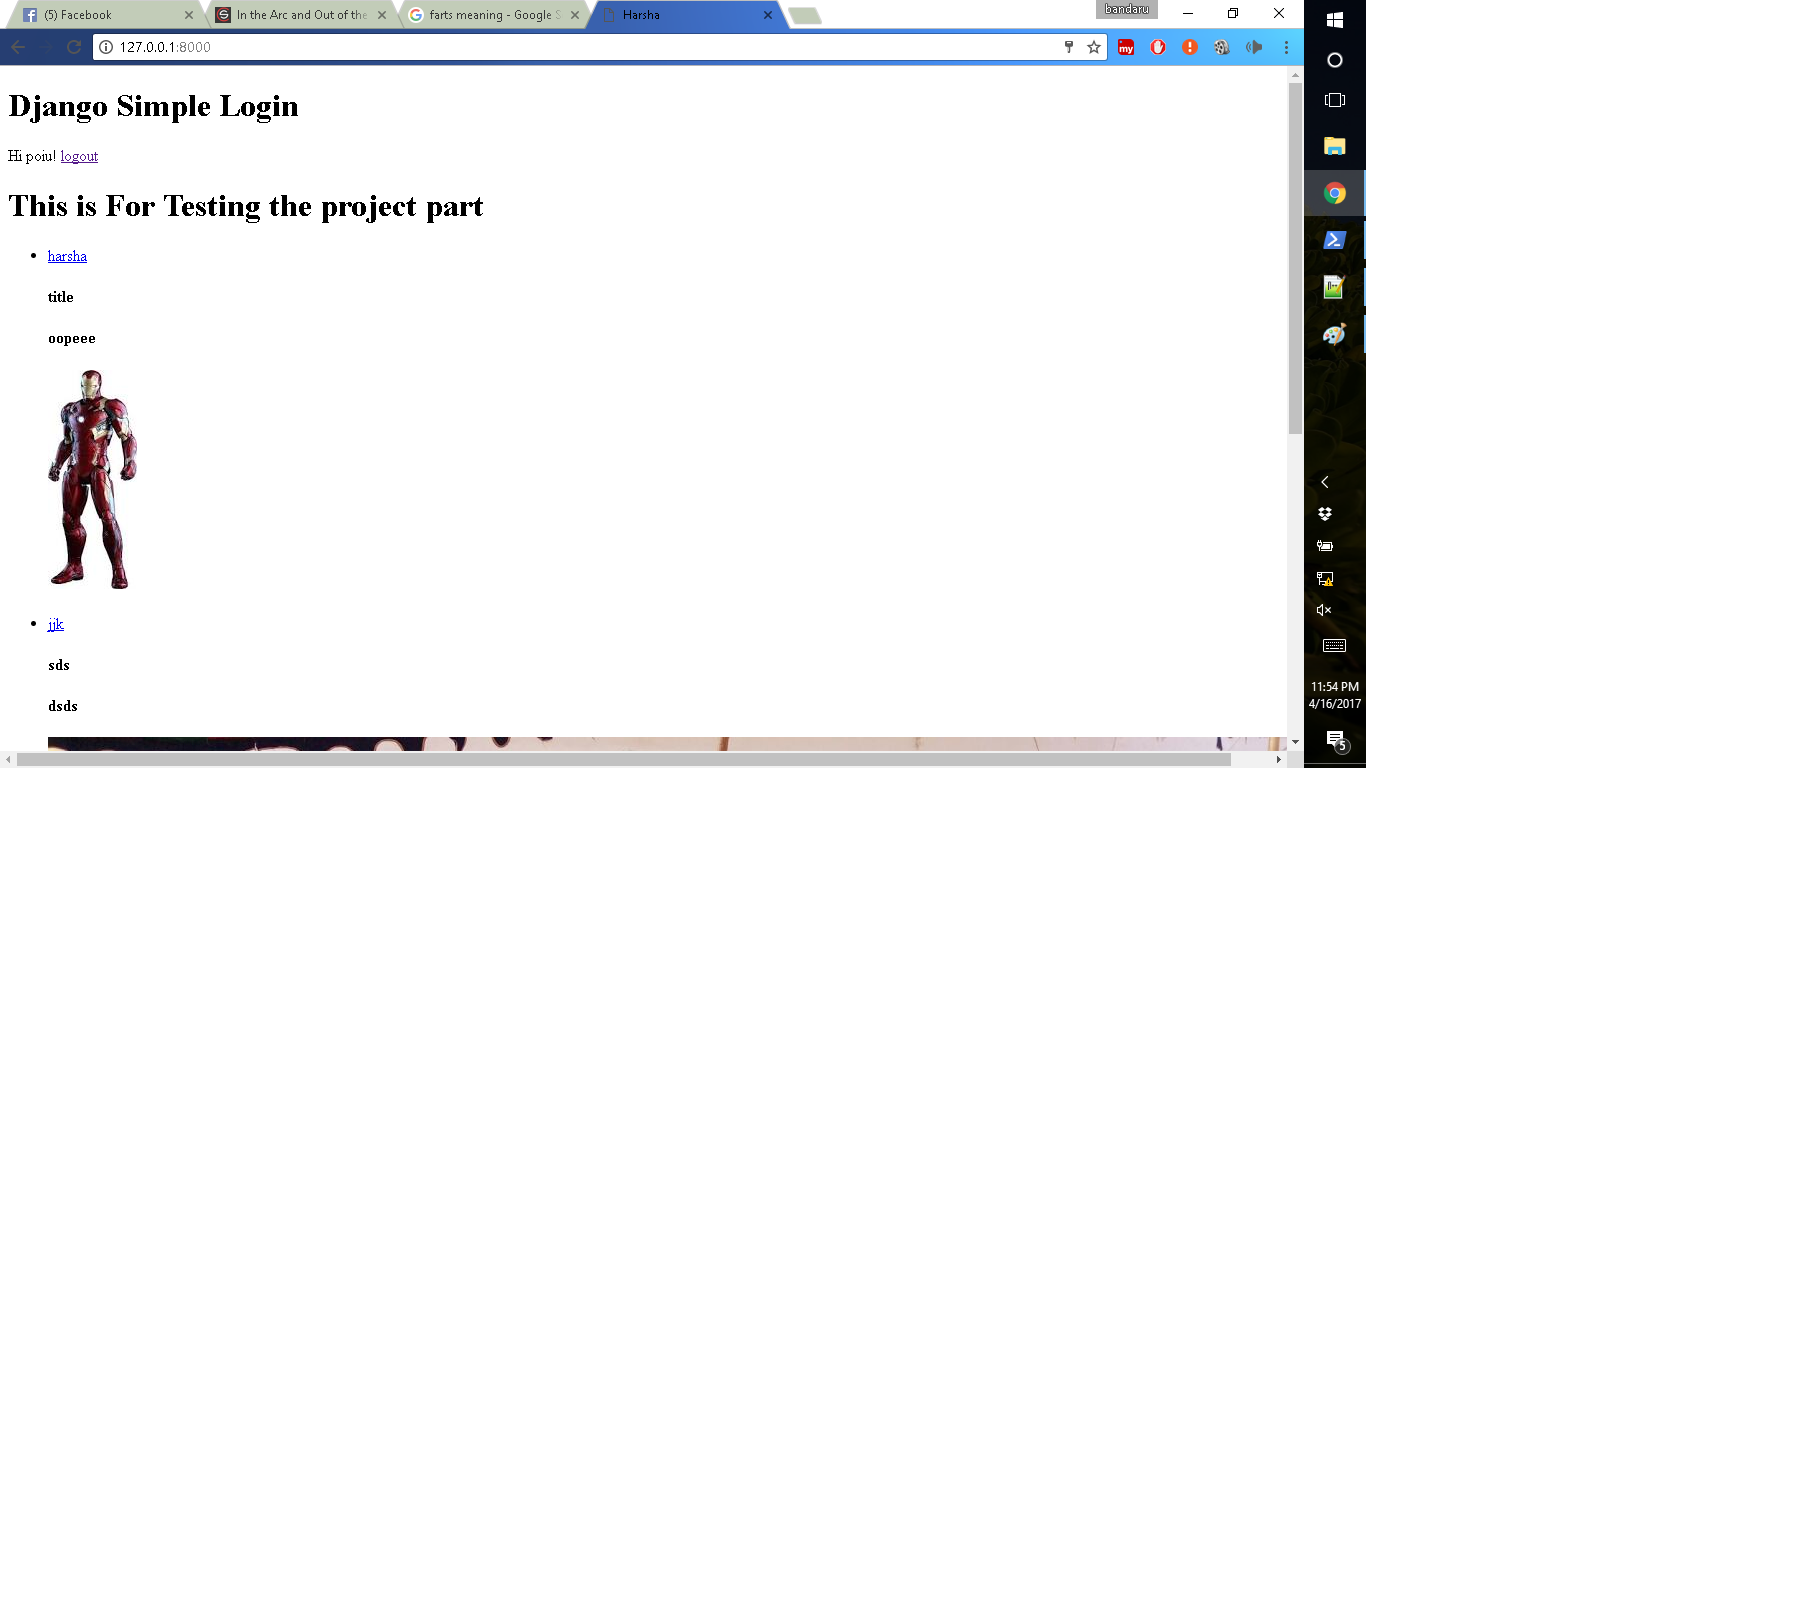 (5) Facebook
In the Arc and Out of the
farts meaning - Google S
Harsha
bandaru
127.0.0.1:8000
my
Django Simple Login
Hi poiu! logout
This is For Testing the project part
harsha
title
oopeee
jjk
sds
dsds
11:54 PM
4/16/2017
5